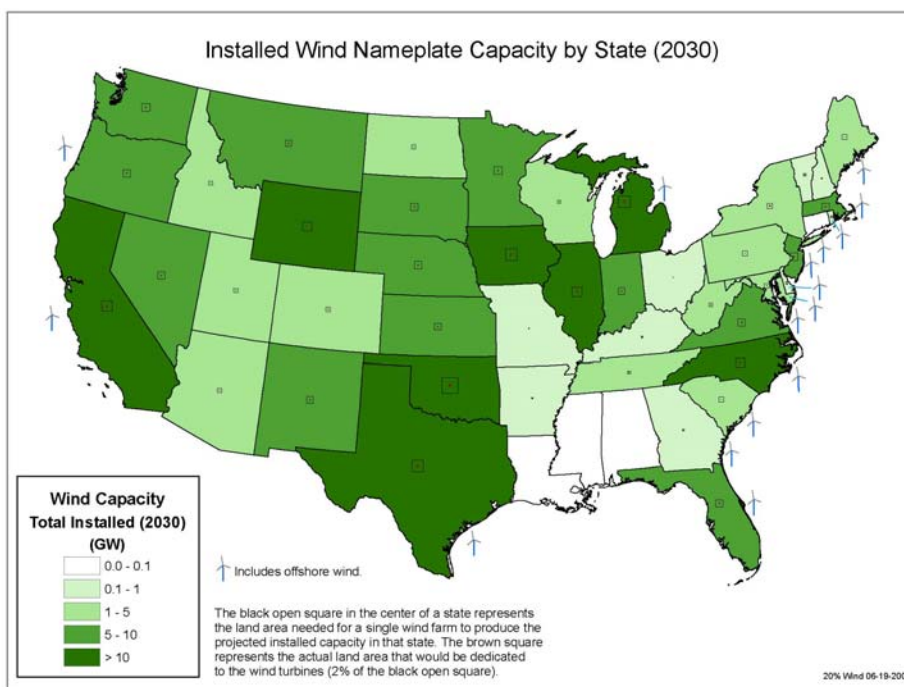 Installed Wind Nameplate Capacity by State (2030)
Wind Capacity
Total Installed (2030)
(GW)
0.0 - 0.1
0.1 - 1
1 - 5
5 - 10
> 10
Includes offshore wind.
The black open square in the center of a state represents
the land area needed for a single wind farm to produce the
projected installed capacity in that state. The brown square
represents the actual land area that would be dedicated
to the wind turbines (2% of the black open square).
20% Wind